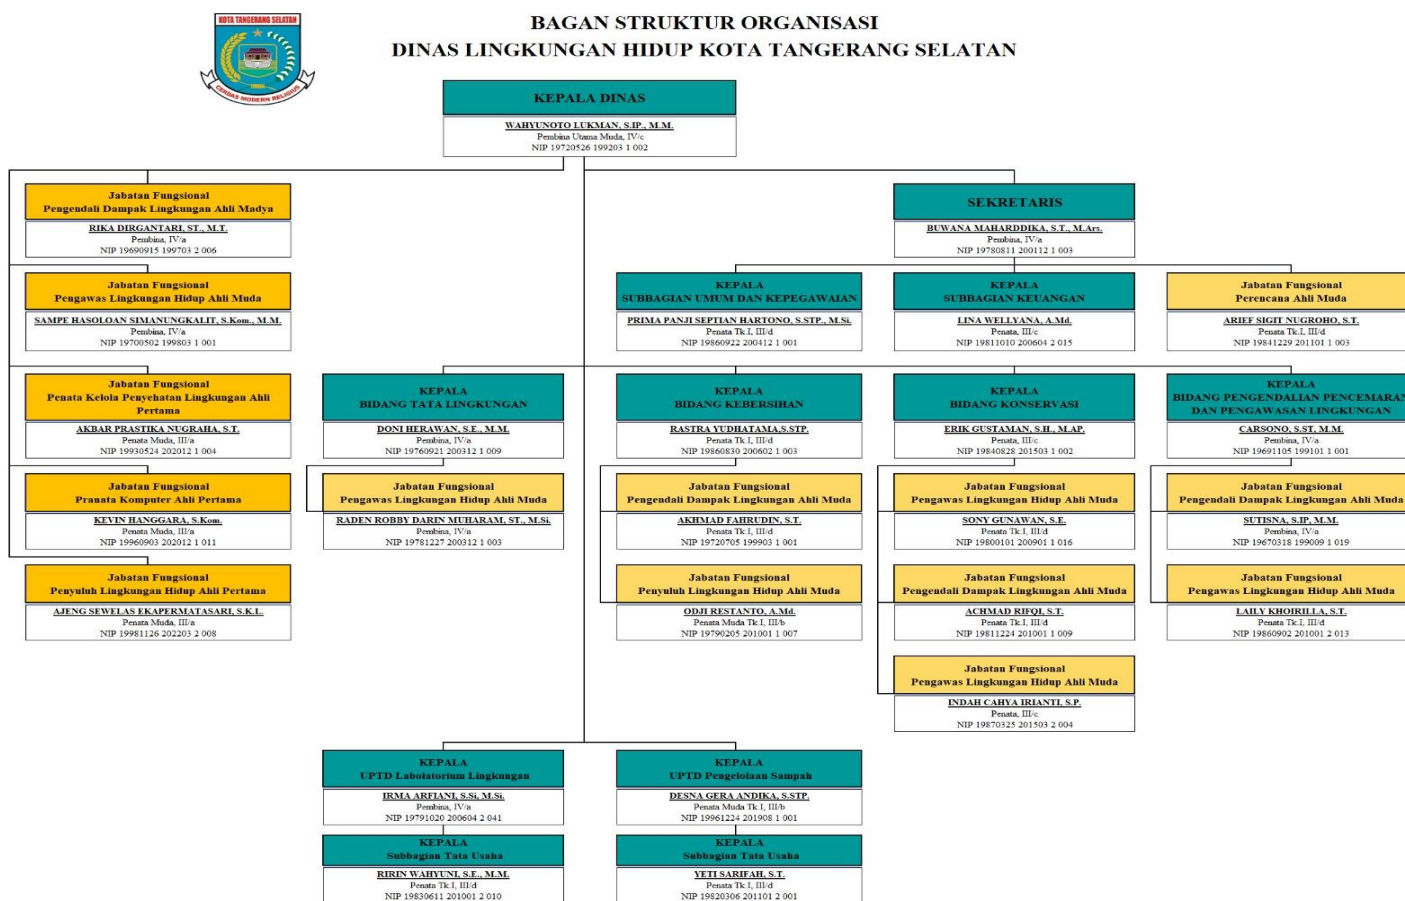 KOTA TANGERANG SELATAN
CERDAS MODERN RELIGIUS
BAGAN STRUKTUR ORGANISASI
DINAS LINGKUNGAN HIDUP KOTA TANGERANG SELATAN
KEPALA DINAS
WAHYUNOTO LUKMAN, S.IP., M.M.
Pembina Utama Muda, IV/c
NIP 19720526 199203 1 002
Jabatan Fungsional
Pengendali Dampak Lingkungan Ahli Madya
RIKA DIRGANTARI, ST., M.T.
Pembina, IV/a
NIP 19690915 199703 2 006
SEKRETARIS
BUWANA MAHARDDIKA, S.T., M.Ars.
Pembina, IV/a
NIP 19780811 200112 1 003
Jabatan Fungsional
Pengawas Lingkungan Hidup Ahli Muda
SAMPE HASOLOAN SIMANUNGKALIT, S.Kom., M.M.
Pembina, IV/a
NIP 19700502 199803 1 001
KEPALA
SUBBAGIAN UMUM DAN KEPEGAWAIAN
PRIMA PANJI SEPTIAN HARTONO, S.STP., M.Si.
Penata Tk.I, III/d
NIP 19860922 200412 1 001
KEPALA
SUBBAGIAN KEUANGAN
LINA WELLYANA, A.Md.
Penata, III/c
NIP 19811010 200604 2 015
Jabatan Fungsional
Perencana Ahli Muda
ARIEF SIGIT NUGROHO, S.T.
Penata Tk.I, III/d
NIP 19841229 201101 1 003
Jabatan Fungsional
Penata Kelola Penyehatan Lingkungan Ahli
Pertama
AKBAR PRASTIKA NUGRAHA, S.T.
Penata Muda, III/a
NIP 19930524 202012 1 004
KEPALA
BIDANG TATA LINGKUNGAN
DONI HERAWAN, S.E., M.M.
Pembina, IV/a
NIP 19760921 200312 1 009
KEPALA
BIDANG KEBERSIHAN
RASTRA YUDHATAMA,S.STP.
Penata Tk.I, III/d
NIP 19860830 200602 1 003
KEPALA
BIDANG KONSERVASI
ERIK GUSTAMAN, S.H., M.AP.
Penata, III/c
NIP 19840828 201503 1 002
KEPALA
BIDANG PENGENDALIAN PENCEMARAN
DAN PENGAWASAN LINGKUNGAN
CARSONO, S.ST, M.M.
Pembina, IV/a
NIP 19691105 199101 1 001
Jabatan Fungsional
Pranata Komputer Ahli Pertama
KEVIN HANGGARA, S.Kom.
Penata Muda, III/a
NIP 19960903 202012 1 011
Jabatan Fungsional
Pengawas Lingkungan Hidup Ahli Muda
RADEN ROBBY DARIN MUHARAM, ST., M.Si.
Pembina, IV/a
NIP 19781227 200312 1 003
Jabatan Fungsional
Pengendali Dampak Lingkungan Ahli Muda
AKHMAD FAHRUDIN, S.T.
Penata Tk.I, III/d
NIP 19720705 199903 1 001
Jabatan Fungsional
Pengawas Lingkungan Hidup Ahli Muda
SONY GUNAWAN, S.E.
Penata Tk.I, III/d
NIP 19800101 200901 1 016
Jabatan Fungsional
Pengendali Dampak Lingkungan Ahli Muda
SUTISNA, S.IP, M.M.
Pembina, IV/a
NIP 19670318 199009 1 019
Jabatan Fungsional
Penyuluh Lingkungan Hidup Ahli Pertama
AJENG SEWELAS EKAPERMATASARI, S.K.L.
Penata Muda, III/a
NIP 19981126 202203 2 008
Jabatan Fungsional
Penyuluh Lingkungan Hidup Ahli Muda
ODJI RESTANTO, A.Md.
Penata Muda Tk.I, III/b
NIP 19790205 201001 1 007
Jabatan Fungsional
Pengendali Dampak Lingkungan Ahli Muda
ACHMAD RIFQI, S.T.
Penata Tk.I, III/d
NIP 19811224 201001 1 009
Jabatan Fungsional
Pengawas Lingkungan Hidup Ahli Muda
LAILY KHOIRILLA, S.T.
Penata Tk.I, III/d
NIP 19860902 201001 2 013
Jabatan Fungsional
Pengawas Lingkungan Hidup Ahli Muda
INDAH CAHYA IRIANTI, S.P.
Penata, III/c
NIP 19870325 201503 2 004
KEPALA
UPTD Labolatorium Lingkungan
IRMA ARFIANI, S.Si, M.Si.
Pembina, IV/a
NIP 19791020 200604 2 041
KEPALA
UPTD Pengelolaan Sampah
DESNA GERA ANDIKA, S.STP.
Penata Muda Tk.I, III/b
NIP 19961224 201908 1 001
KEPALA
Subbagian Tata Usaha
RIRIN WAHYUNI, S.E., M.M.
Penata Tk.I, III/d
NIP 19830611 201001 2 010
KEPALA
Subbagian Tata Usaha
YETI SARIFAH, S.T.
Penata Tk.I, III/d
NIP 19820306 201101 2 001